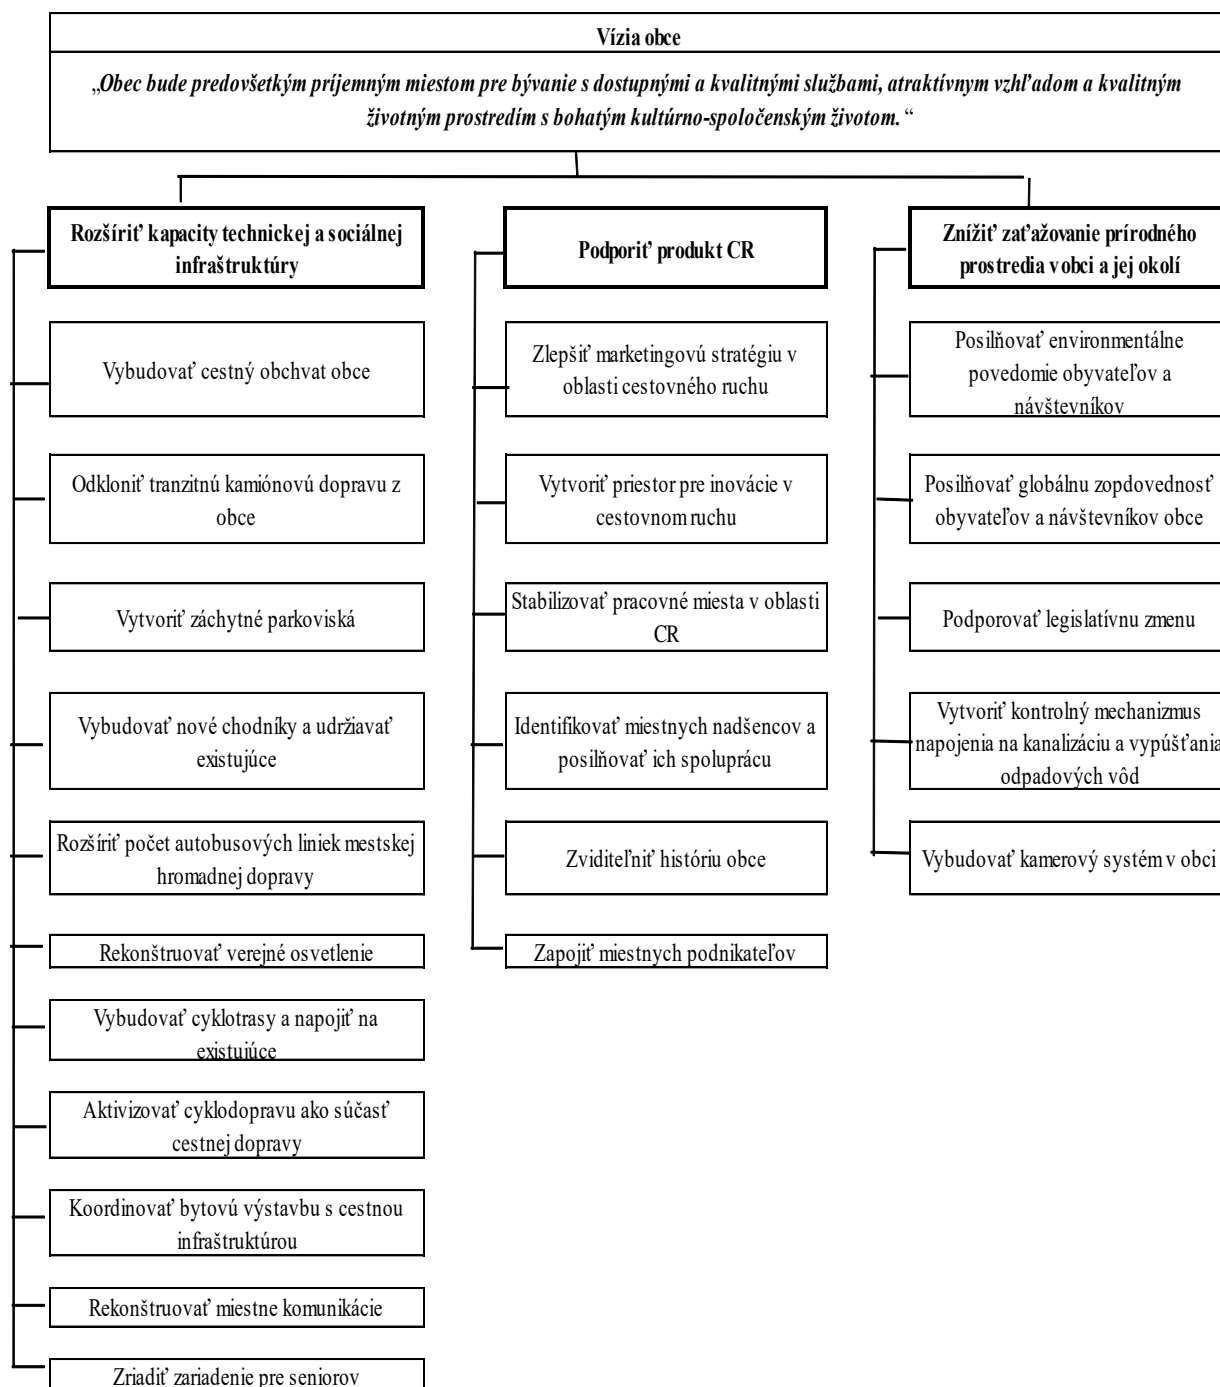 Vízia obce
„Obec bude predovšetkým príjemným miestom pre bývanie s dostupnými a kvalitnými službami, atraktívnym vzhľadom a kvalitným
životným prostredím s bohatým kultúrno-spoločenským životom. “
Rozšíriť kapacity technickej a sociálnej
infraštruktúry
Vybudovať cestný obchvat obce
Odkloniť tranzitnú kamiónovú dopravu z
obce
Vytvoriť záchytné parkoviská
Vybudovať nové chodníky a udržiavať
existujúce
Rozšíriť počet autobusových liniek mestskej
hromadnej dopravy
Rekonštruovať verejné osvetlenie
Vybudovať cyklotrasy a napojiť na
existujúce
Aktivizovať cyklodopravu ako súčasť
cestnej dopravy
Koordinovať bytovú výstavbu s cestnou
infraštruktúrou
Rekonštruovať miestne komunikácie
Zriadiť zariadenie pre seniorov
Podporiť produkt CR
Zlepšiť marketingovú stratégiu v
oblasti cestovného ruchu
Vytvoriť priestor pre inovácie v
cestovnom ruchu
Stabilizovať pracovné miesta v oblasti
CR
Identifikovať miestnych nadšencov a
posilňovať ich spoluprácu
Zviditeľniť históriu obce
Zapojiť miestnych podnikateľov
Znížiť zaťažovanie prírodného
prostredia v obci a jej okolí
Posilňovať environmentálne
povedomie obyvateľov a
návštevníkov
Posilňovať globálnu zopdovednosť
obyvateľov a návštevníkov obce
Podporovať legislatívnu zmenu
Vytvoriť kontrolný mechanizmus
napojenia na kanalizáciu a vypúšťania
odpadových vôd
Vybudovať kamerový systém v obci